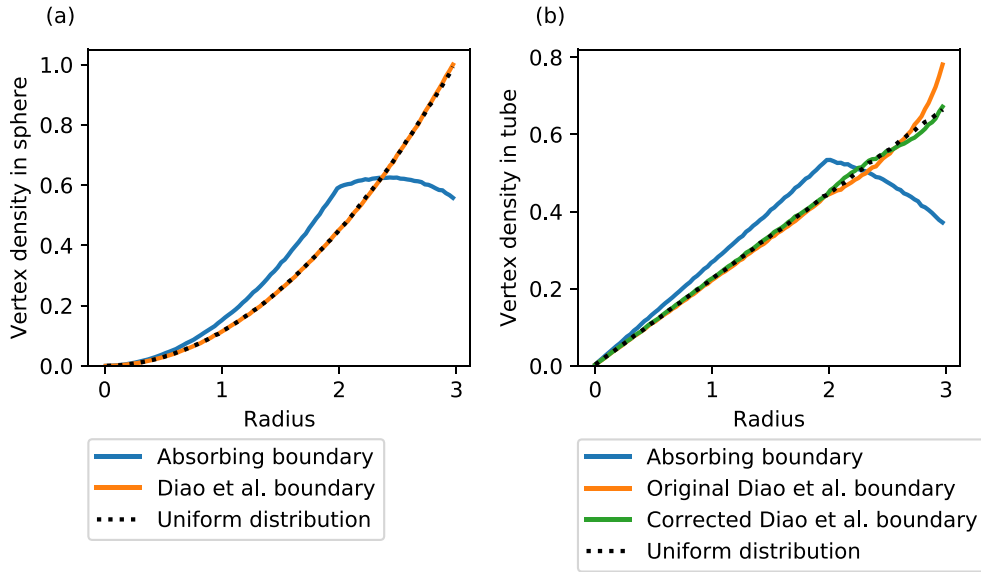 (a)
Vertex density in sphere
1.0
0.8
0.6
0.4
0.2
0.0
0
1
2
3
Radius
Absorbing boundary
Diao et al. boundary
Uniform distribution
(b)
Vertex density in tube
0.8
0.6
0.4
0.2
0.0
0
1
2
3
Radius
Absorbing boundary
Original Diao et al. boundary
Corrected Diao et al. boundary
Uniform distribution